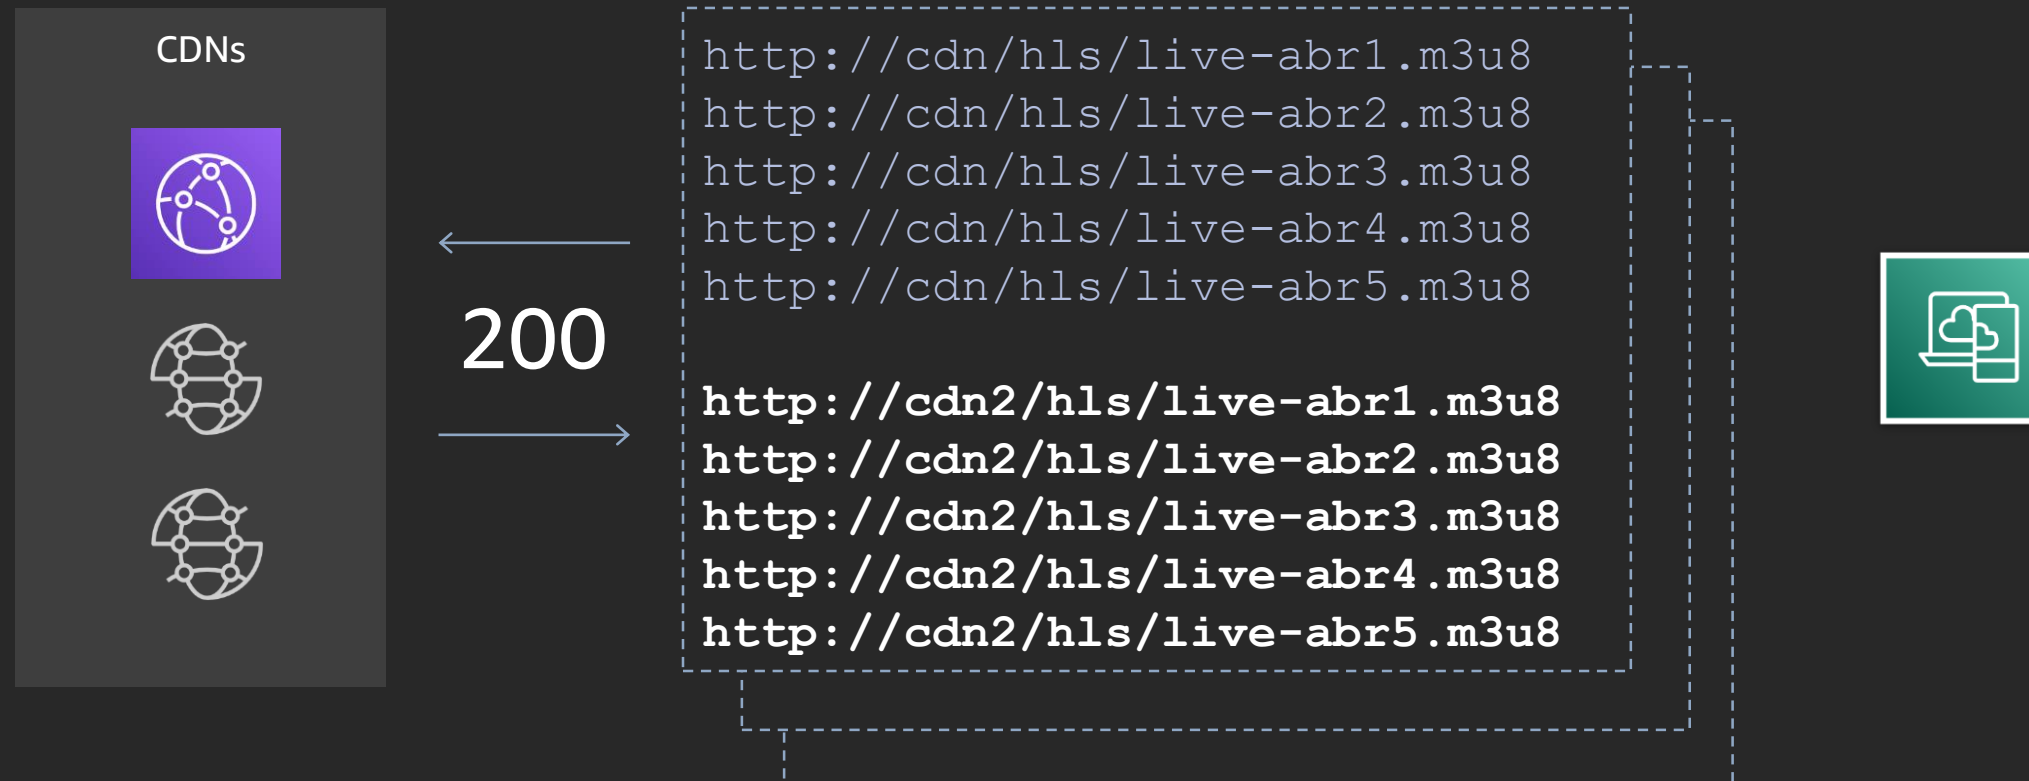 CDNs
200
http://cdn/hls/live-abr1.m3u8
http://cdn/hls/live-abr2.m3u8
http://cdn/hls/live-abr3.m3u8
http://cdn/hls/live-abr4.m3u8
http://cdn/hls/live-abr5.m3u8
http://cdn2/hls/live-abr1.m3u8
http://cdn2/hls/live-abr2.m3u8
http://cdn2/hls/live-abr3.m3u8
http://cdn2/hls/live-abr4.m3u8
http://cdn2/hls/live-abr5.m3u8